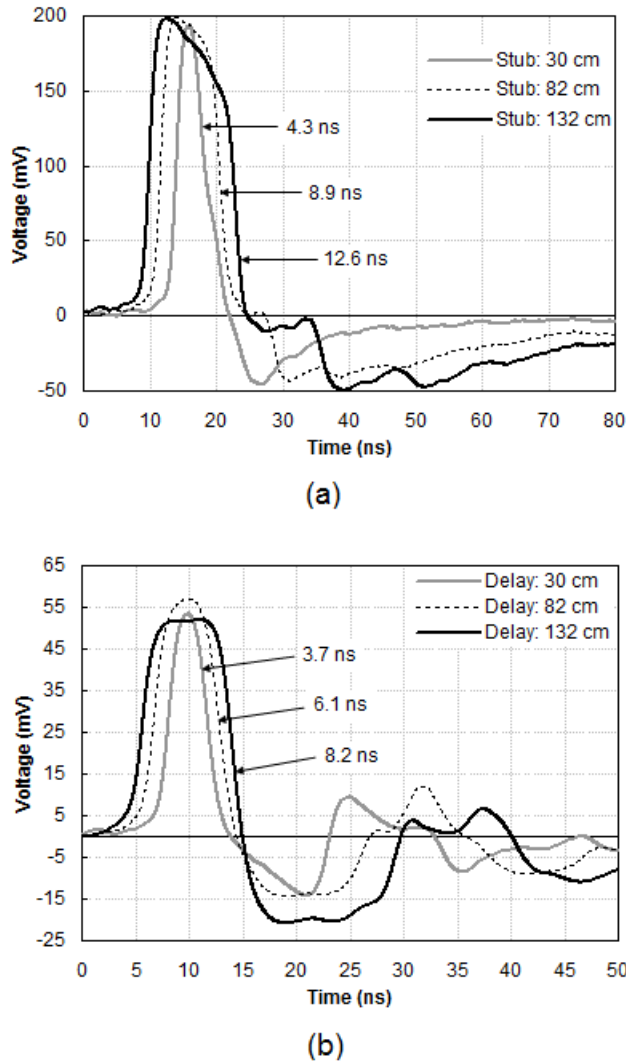 200
150
100
50
0
-50
Voltage (mV)
Stub: 30 cm
Stub: 82 cm
Stub: 132 cm
4.3 ns
8.9 ns
12.6 ns
0 10 20 30 40 50 60 70 80
Time (ns)
(a)
65
55
45
35
25
15
5
-5
-15
-25
Voltage (mV)
Delay: 30 cm
Delay: 82 cm
Delay: 132 cm
3.7 ns
6.1 ns
8.2 ns
0 5 10 15 20 25 30 35 40 45 50
Time (ns)
(b)